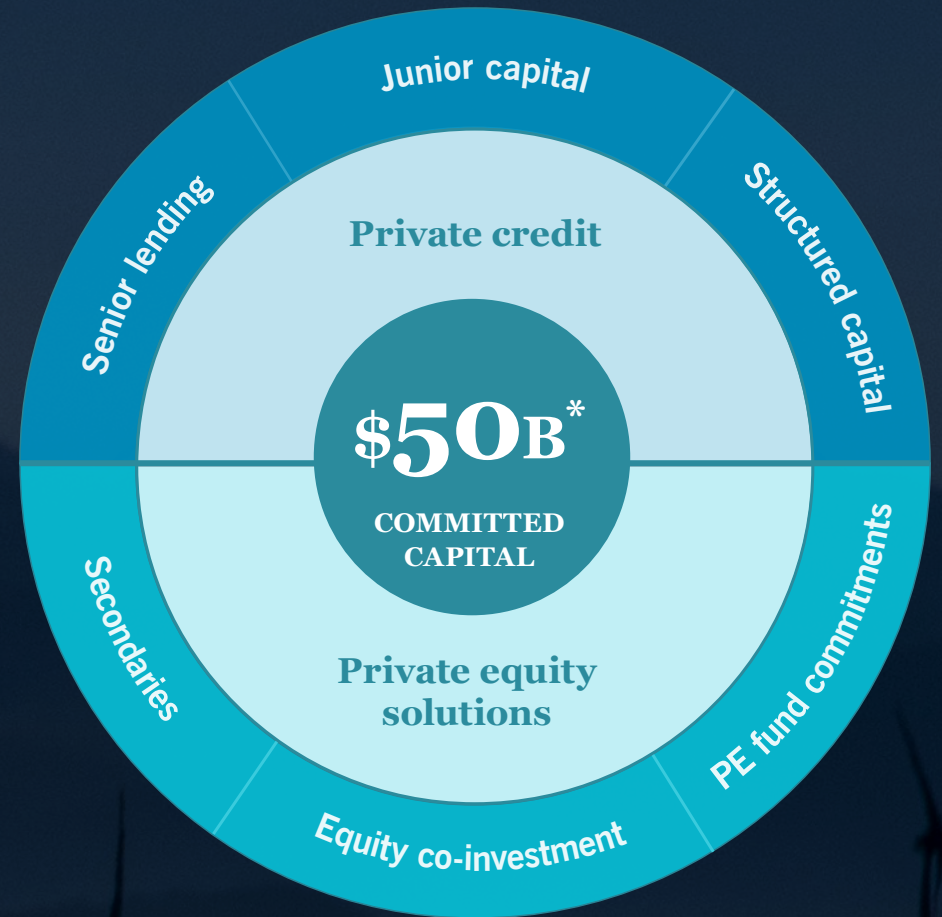 Junior capital
Senior lending
Structured capital
Private credit
$50B*
COMMITTED
CAPITAL
Private equity
solutions
Secondaries
Equity co-investment
PE fund commitments